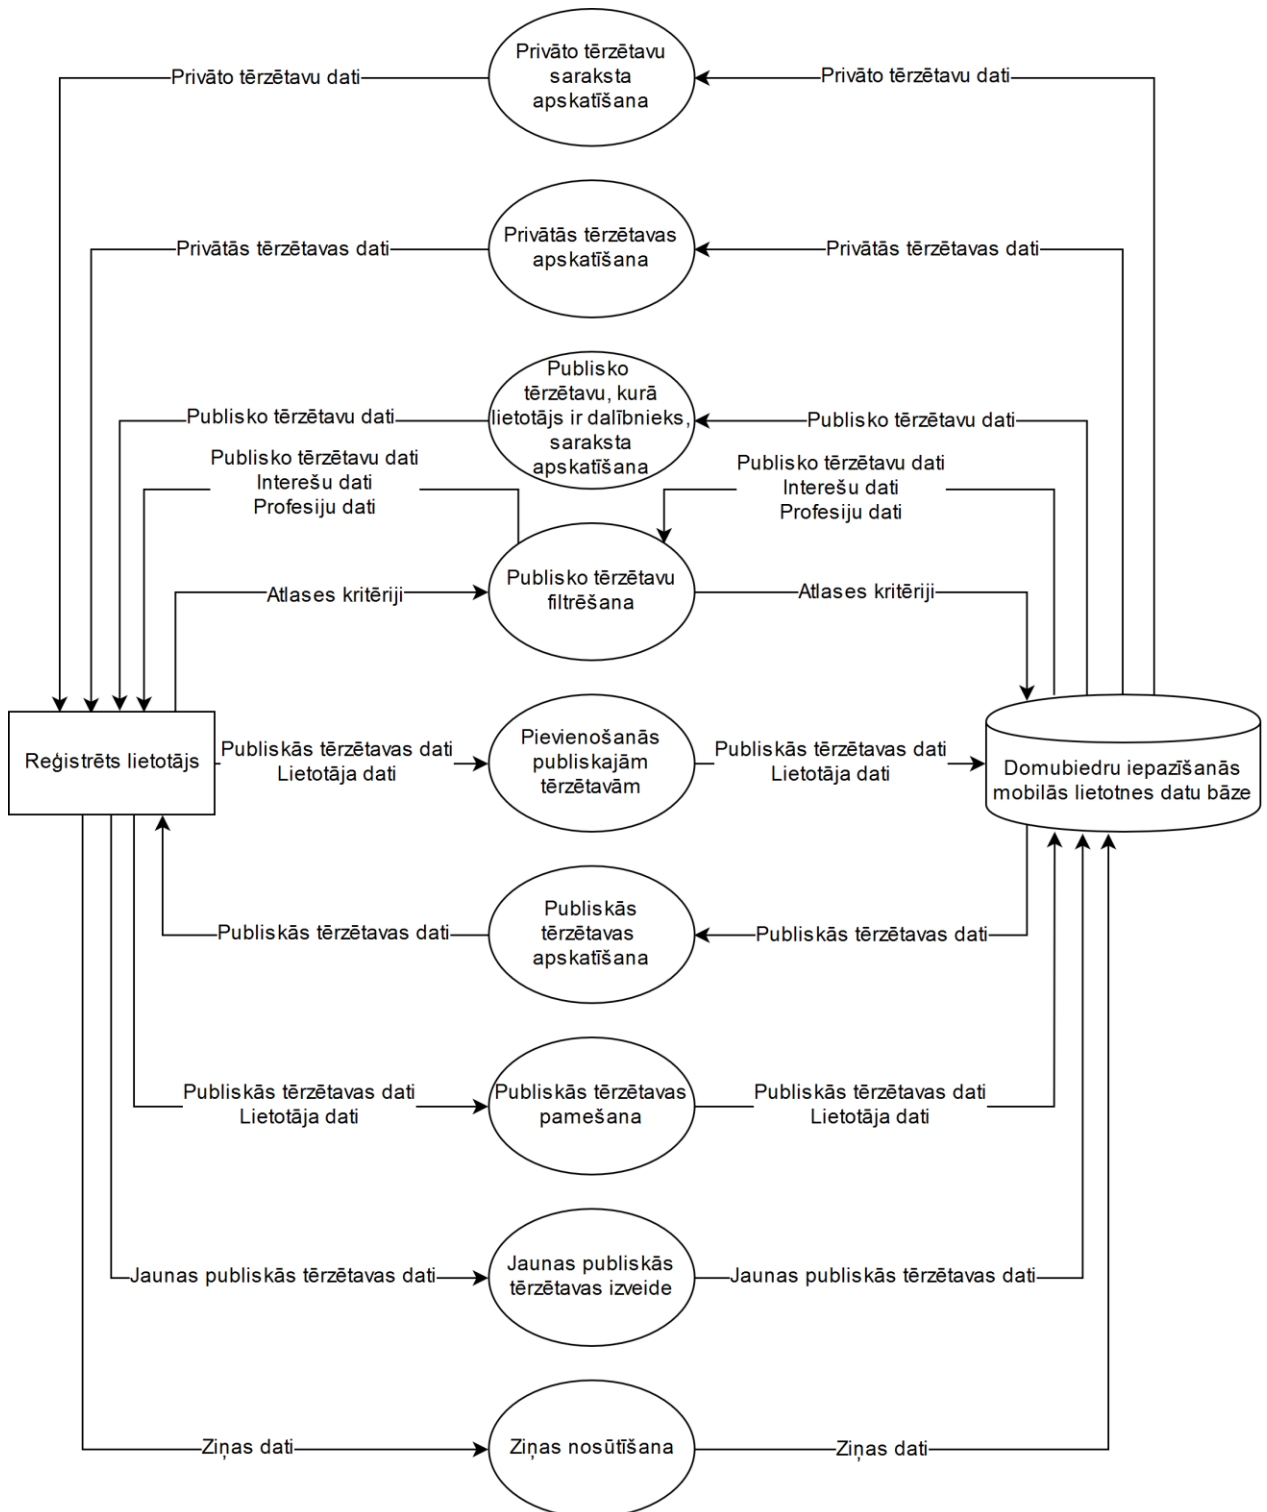 Privāto tērzētavu
saraksta
apskatīšana
Privāto tērzētavu dati
Privāto tērzētavu dati
Privātās tērzētavas
apskatīšana
Privātās tērzētavas dati
Privātās tērzētavas dati
Publisko
tērzētavu, kurā
lietotājs ir dalībnieks,
saraksta
apskatīšana
Publisko tērzētavu dati
Publisko tērzētavu dati
Publisko tērzētavu dati
Interešu dati
Profesiju dati
Publisko tērzētavu dati
Interešu dati
Profesiju dati
Atlases kritēriji
Publisko tērzētavu
filtrēšana
Atlases kritēriji
Reģistrēts lietotājs
Publiskās tērzētavas dati
Lietotāja dati
Pievienošanās
publiskajām
tērzētavām
Publiskās tērzētavas dati
Lietotāja dati
Domubiedru iepazīšanās
mobilās lietotnes datu bāze
Publiskās tērzētavas dati
Publiskās
tērzētavas
apskatīšana
Publiskās tērzētavas dati
Publiskās tērzētavas dati
Lietotāja dati
Publiskās tērzētavas
pamešana
Publiskās tērzētavas dati
Lietotāja dati
Jaunas publiskās tērzētavas dati
Jaunas publiskās
tērzētavas izveide
Jaunas publiskās tērzētavas dati
Ziņas dati
Ziņas nosūtīšana
Ziņas dati